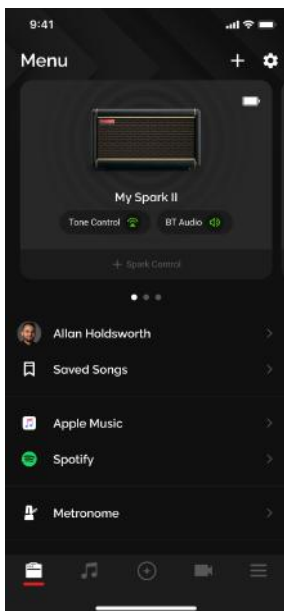 9:41
Menu
My Spark II
Tone Control
BT Audio
+ Spark Control
Allan Holdsworth
Saved Songs
Apple Music
Spotify
Metronome